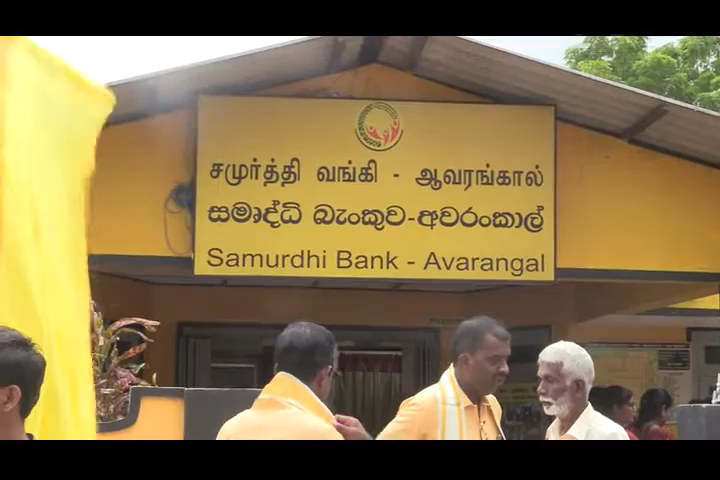 சமுர்த்தி வங்கி - ஆவரங்கால்
සමෘද්ධි බැංකුව-අවරංකාල්
Samurdhi Bank - Avarangal